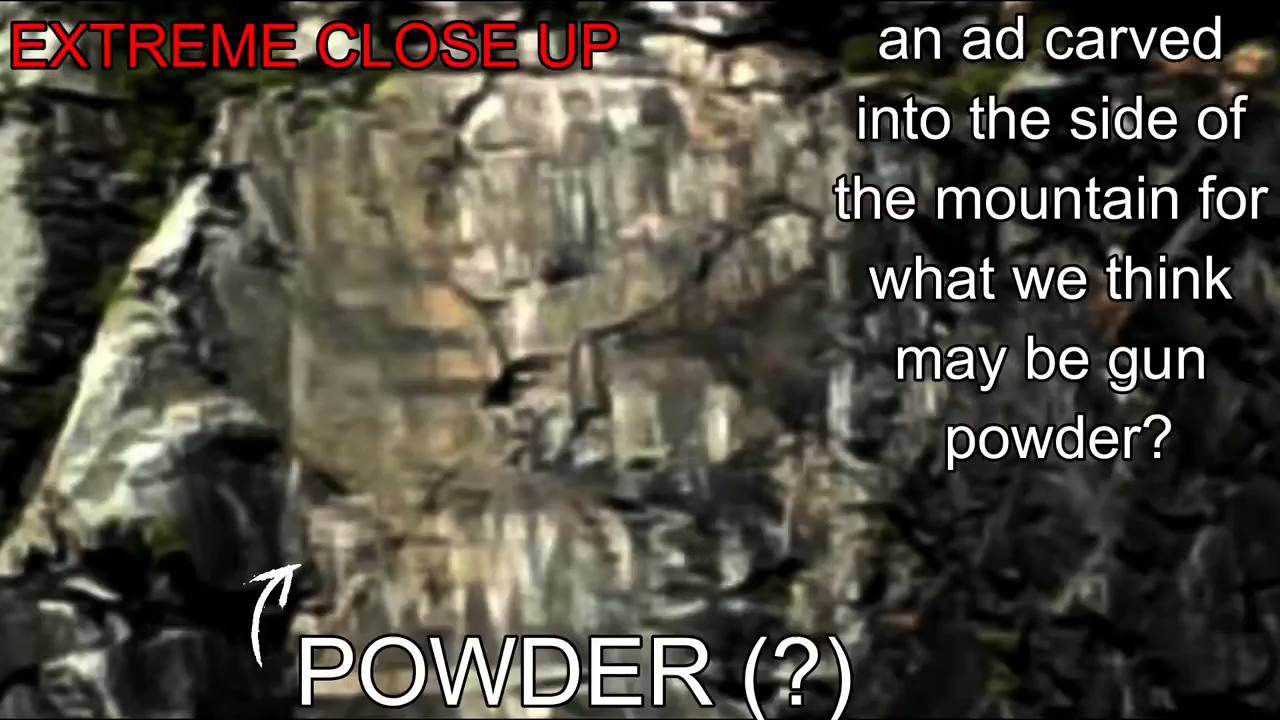 EXTREME CLOSE UP
an ad carved
into the side of
the mountain for
what we think
may be gun
powder?
POWDER (?)